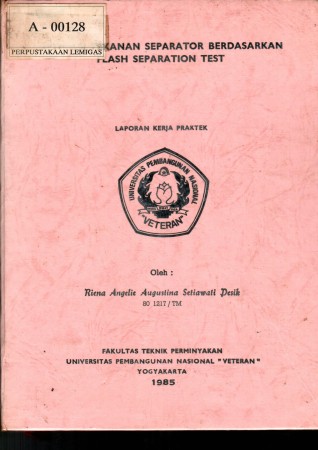 A - 00128
PERPUSTAKAAN LEMIGAS
KANAN SEPARATOR BERDASARKAN
FLASH SEPARATION TEST
LAPORAN KERJA PRAKTEK
UNIVERSITAS PEMBANGUNAN NASIONAL
"VETERAN"
Oleh :
Riena Angelie Augustina Setiawati Pesik
80 1217 / TM
FAKULTAS TEKNIK PERMINYAKAN
UNIVERSITAS PEMBANGUNAN NASIONAL "VETERAN"
YOGYAKARTA
1985